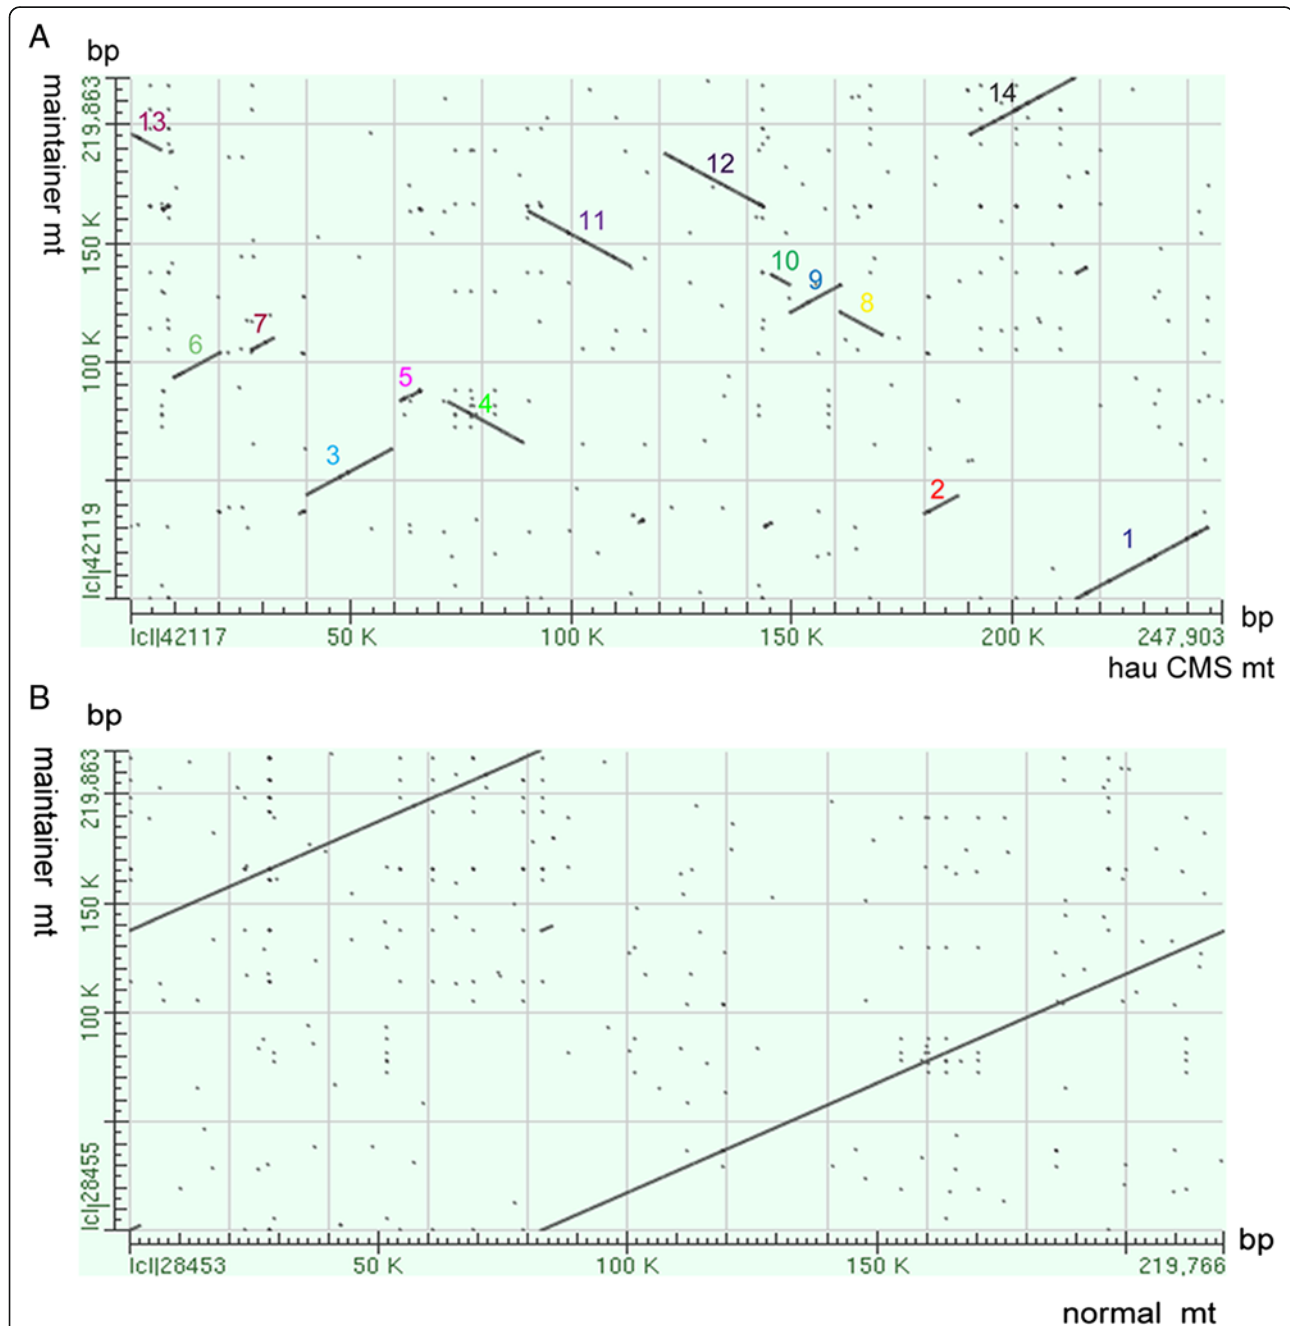 A
bp
maintainer mt
219,863
150 K
100 K
lcl|42119
13
14
12
11
10
9
8
7
6
5
4
3
2
1
lcl|42117
50 K
100 K
150 K
200 K
247,903
bp
hau CMS mt
B
bp
maintainer mt
219,863
150 K
100 K
lcl|28455
lcl|28453
50 K
100 K
150 K
219,766
bp
normal mt